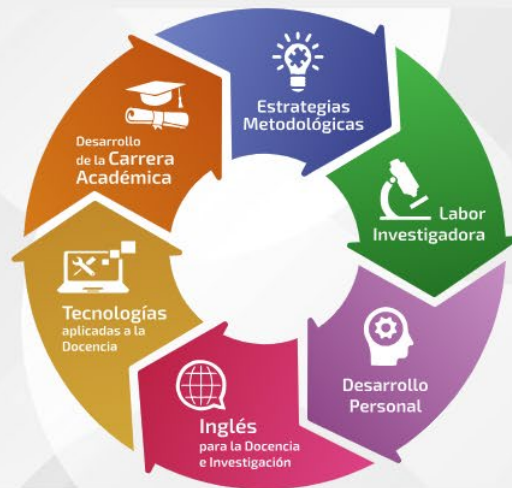 Estrategias
Metodológicas
Labor
Investigadora
Desarrollo
Personal
Inglés
para la Docencia
e Investigación
Tecnologías
aplicadas a la
Docencia
Desarrollo
de la Carrera
Académica